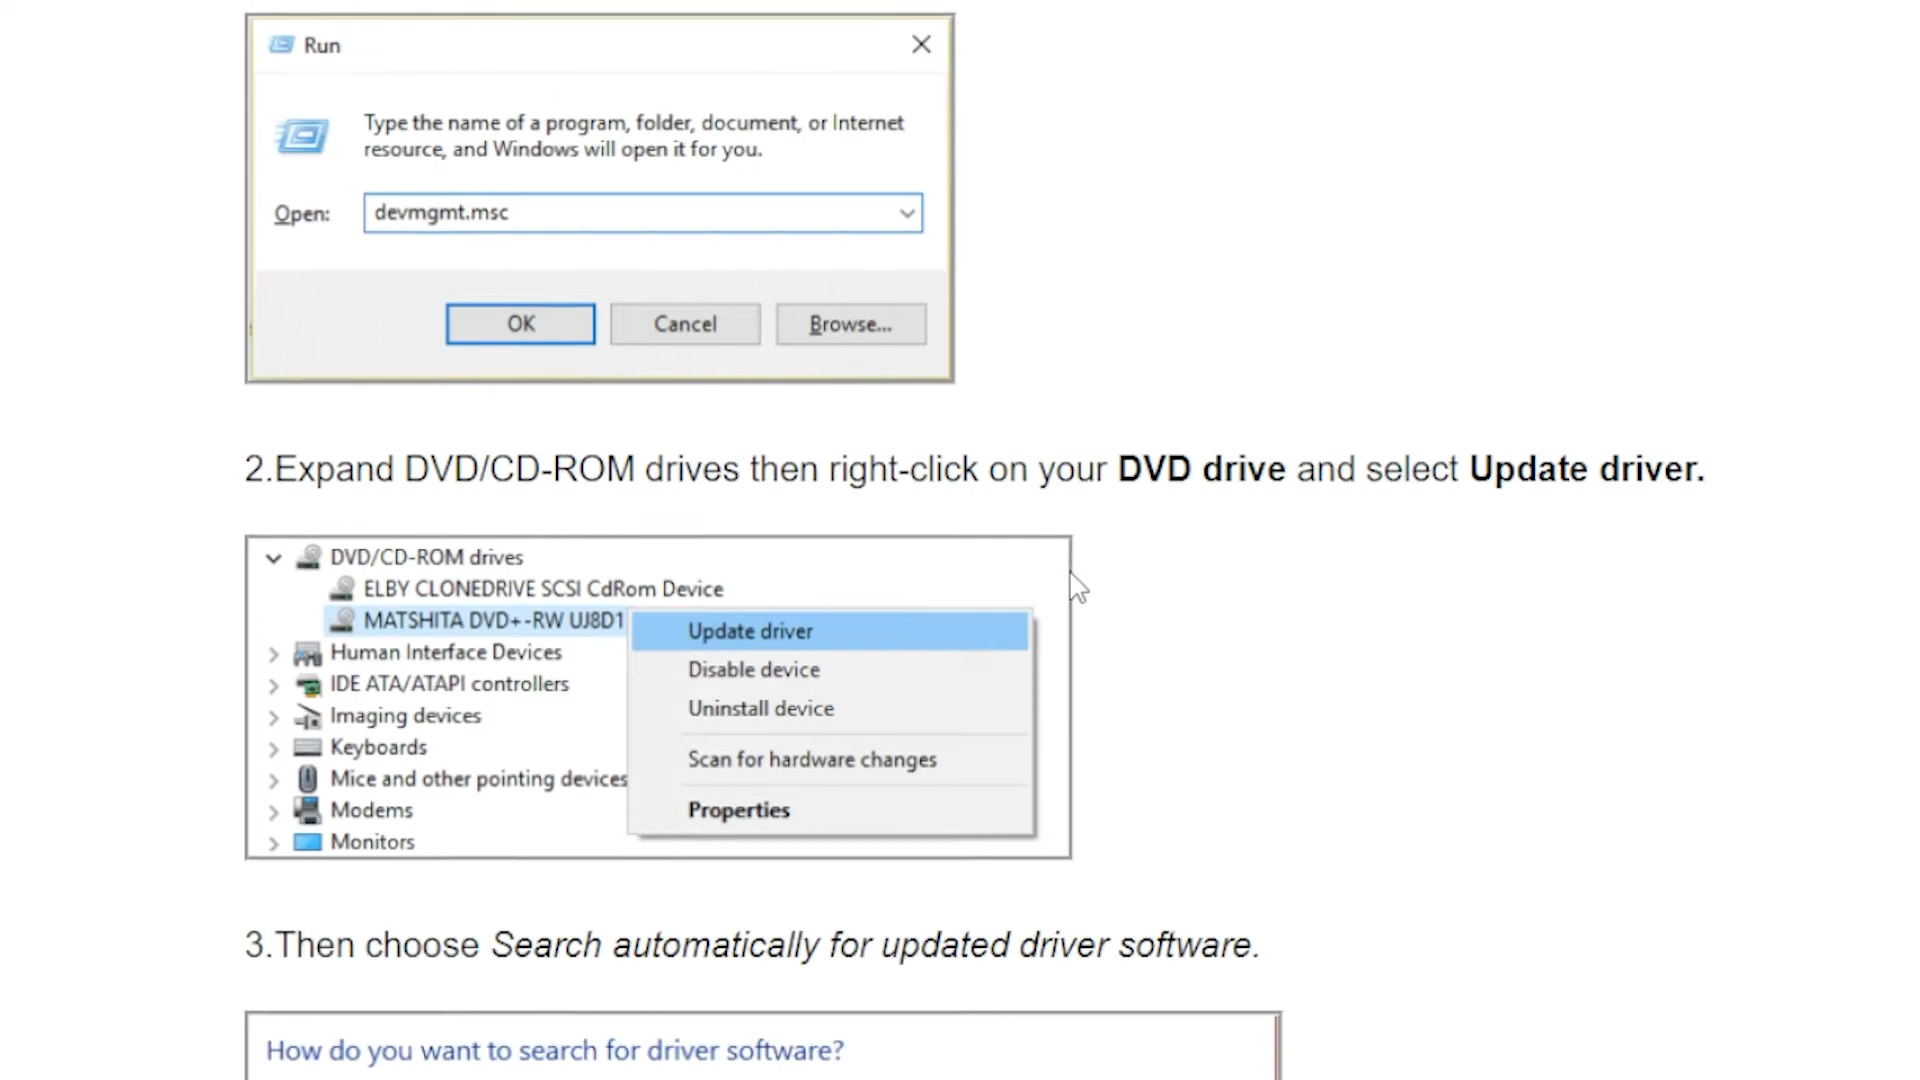 Run
Type the name of a program, folder, document, or Internet
resource, and Windows will open it for you.
Open: devmgmt.msc
OK Cancel Browse...
2.Expand DVD/CD-ROM drives then right-click on your DVD drive and select Update driver.
DVD/CD-ROM drives
ELBY CLONEDRIVE SCSI CdRom Device
MATSHITA DVD+-RW UJ8D1
Human Interface Devices
IDE ATA/ATAPI controllers
Imaging devices
Keyboards
Mice and other pointing devices
Modems
Monitors
Update driver
Disable device
Uninstall device
Scan for hardware changes
Properties
3.Then choose Search automatically for updated driver software.
How do you want to search for driver software?